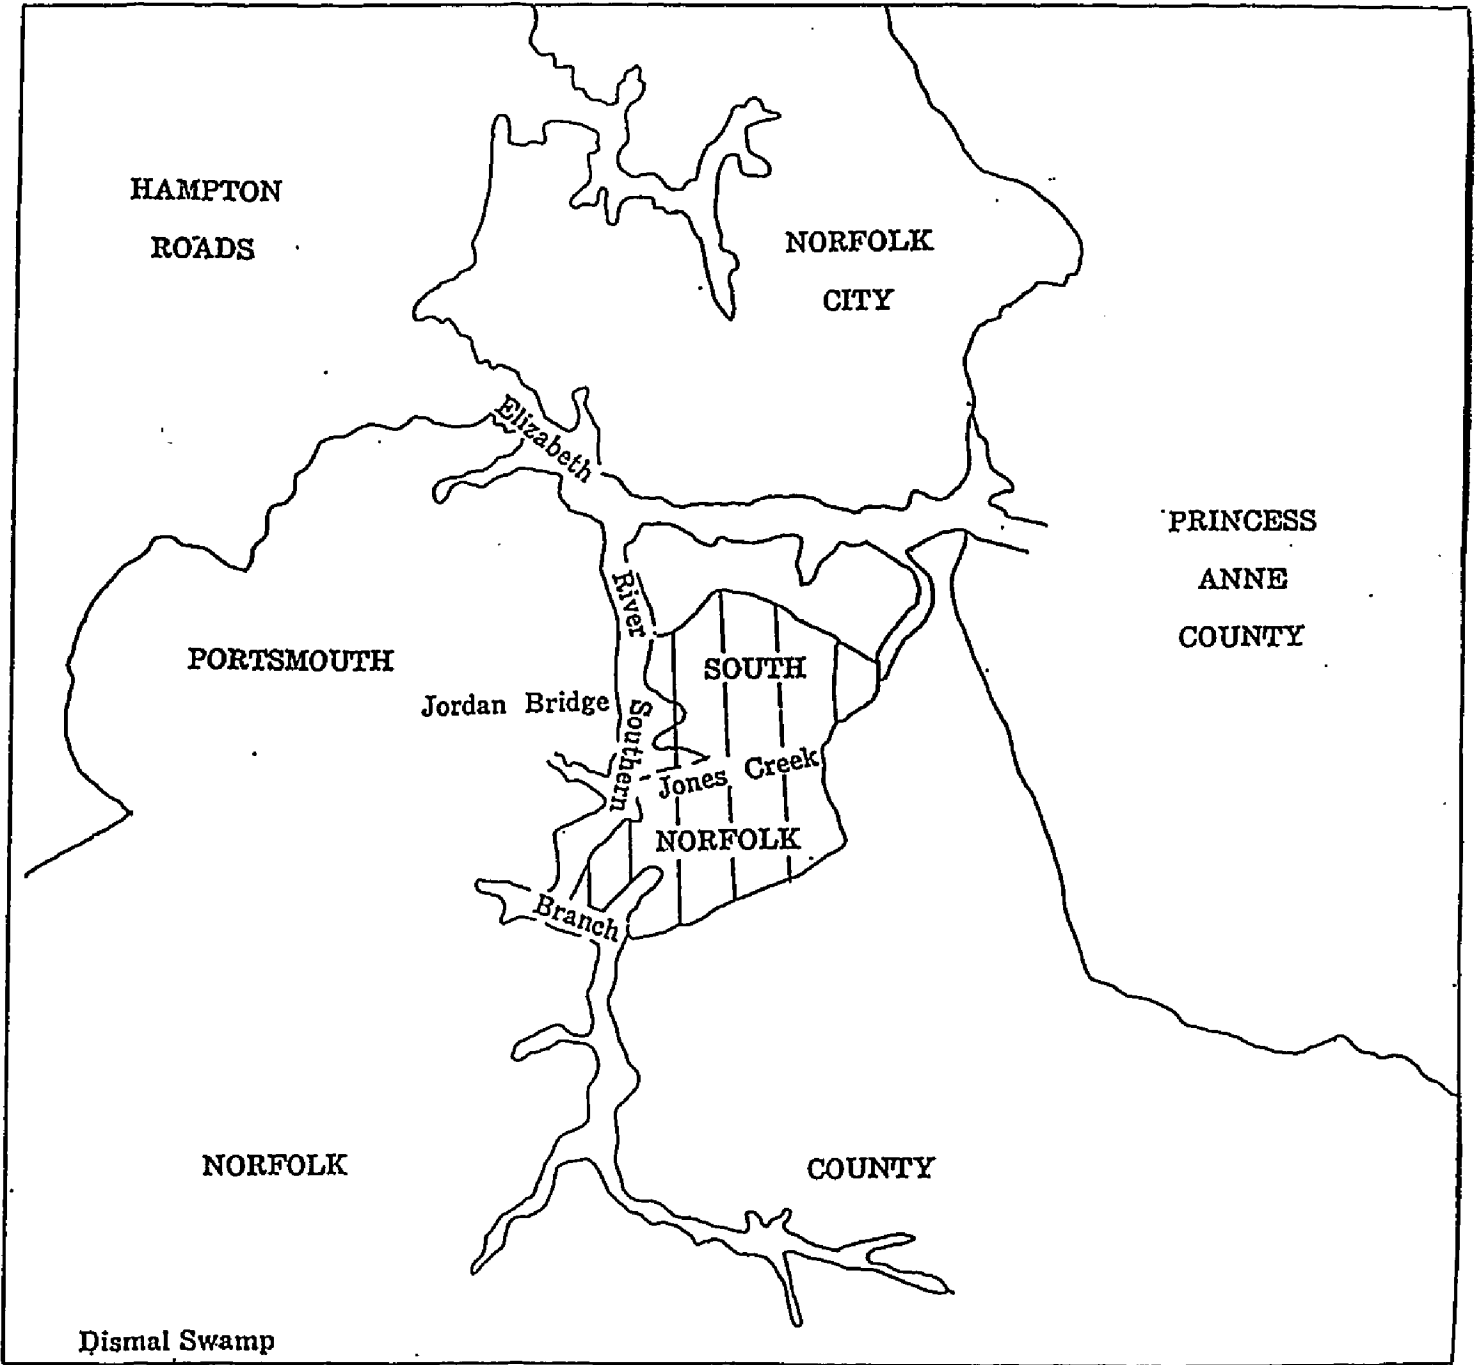 HAMPTON
ROADS
NORFOLK
CITY
Elizabeth
River
PRINCESS
ANNE
COUNTY
PORTSMOUTH
SOUTH
Jordan Bridge
Southern
Jones Creek
NORFOLK
Branch
NORFOLK
COUNTY
Dismal Swamp